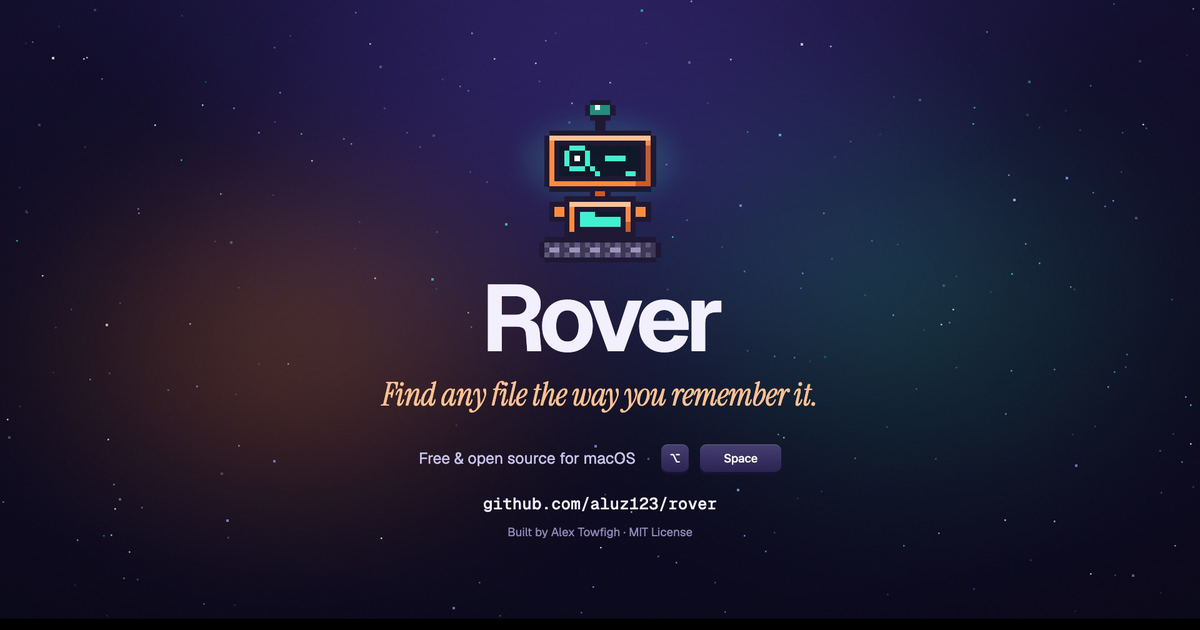 Rover
Find any file the way you remember it.
Free & open source for macOS · ⌥ Space
github.com/aluz123/rover
Built by Alex Towfigh · MIT License